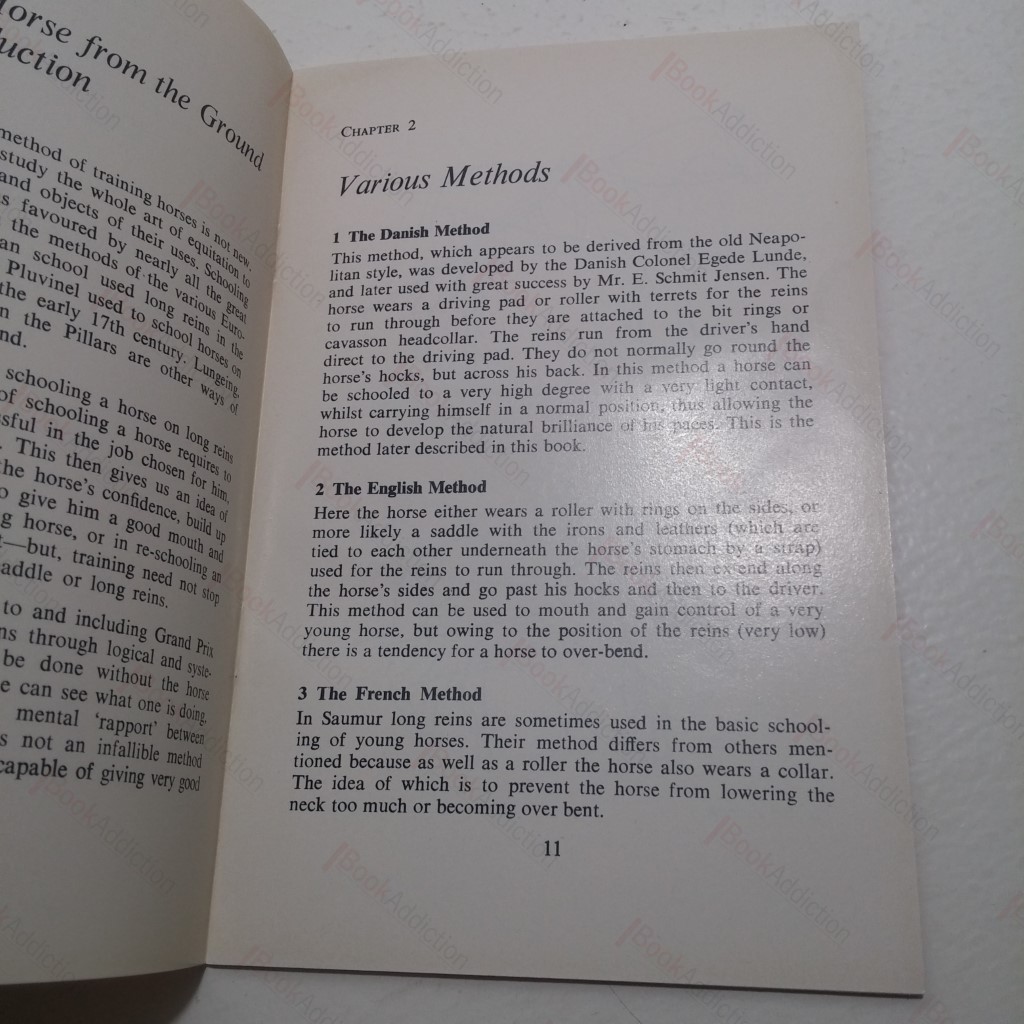 Horse from the Ground
duction
method of training horses is not new.
study the whole art of equitation to
and objects of their uses. Schooling
s favoured by nearly all the great
the methods of the various Euro-
an school used long reins in the
Pluvinel used to school horses on
the early 17th century. Lungeing,
n the Pillars are other ways of
nd.
schooling a horse on long reins
of schooling a horse requires to
ssful in the job chosen for him,
. This then gives us an idea of
the horse's confidence, build up
o give him a good mouth and
g horse, or in re-schooling an
t—but, training need not stop
addle or long reins.
to and including Grand Prix
ns through logical and syste-
be done without the horse
e can see what one is doing,
mental 'rapport' between
s not an infallible method
capable of giving very good
Chapter 2
Various Methods
1 The Danish Method
This method, which appears to be derived from the old Neapo-
litan style, was developed by the Danish Colonel Egede Lunde,
and later used with great success by Mr. E. Schmit Jensen. The
horse wears a driving pad or roller with terrets for the reins
to run through before they are attached to the bit rings or
cavasson headcollar. The reins run from the driver's hand
direct to the driving pad. They do not normally go round the
horse's hocks, but across his back. In this method a horse can
be schooled to a very high degree with a very light contact,
whilst carrying himself in a normal position, thus allowing the
horse to develop the natural brilliance of his paces. This is the
method later described in this book.
2 The English Method
Here the horse either wears a roller with rings on the sides, or
more likely a saddle with the irons and leathers (which are
tied to each other underneath the horse's stomach by a strap)
used for the reins to run through. The reins then extend along
the horse's sides and go past his hocks and then to the driver.
This method can be used to mouth and gain control of a very
young horse, but owing to the position of the reins (very low)
there is a tendency for a horse to over-bend.
3 The French Method
In Saumur long reins are sometimes used in the basic school-
ing of young horses. Their method differs from others men-
tioned because as well as a roller the horse also wears a collar.
The idea of which is to prevent the horse from lowering the
neck too much or becoming over bent.
11
BookAddiction